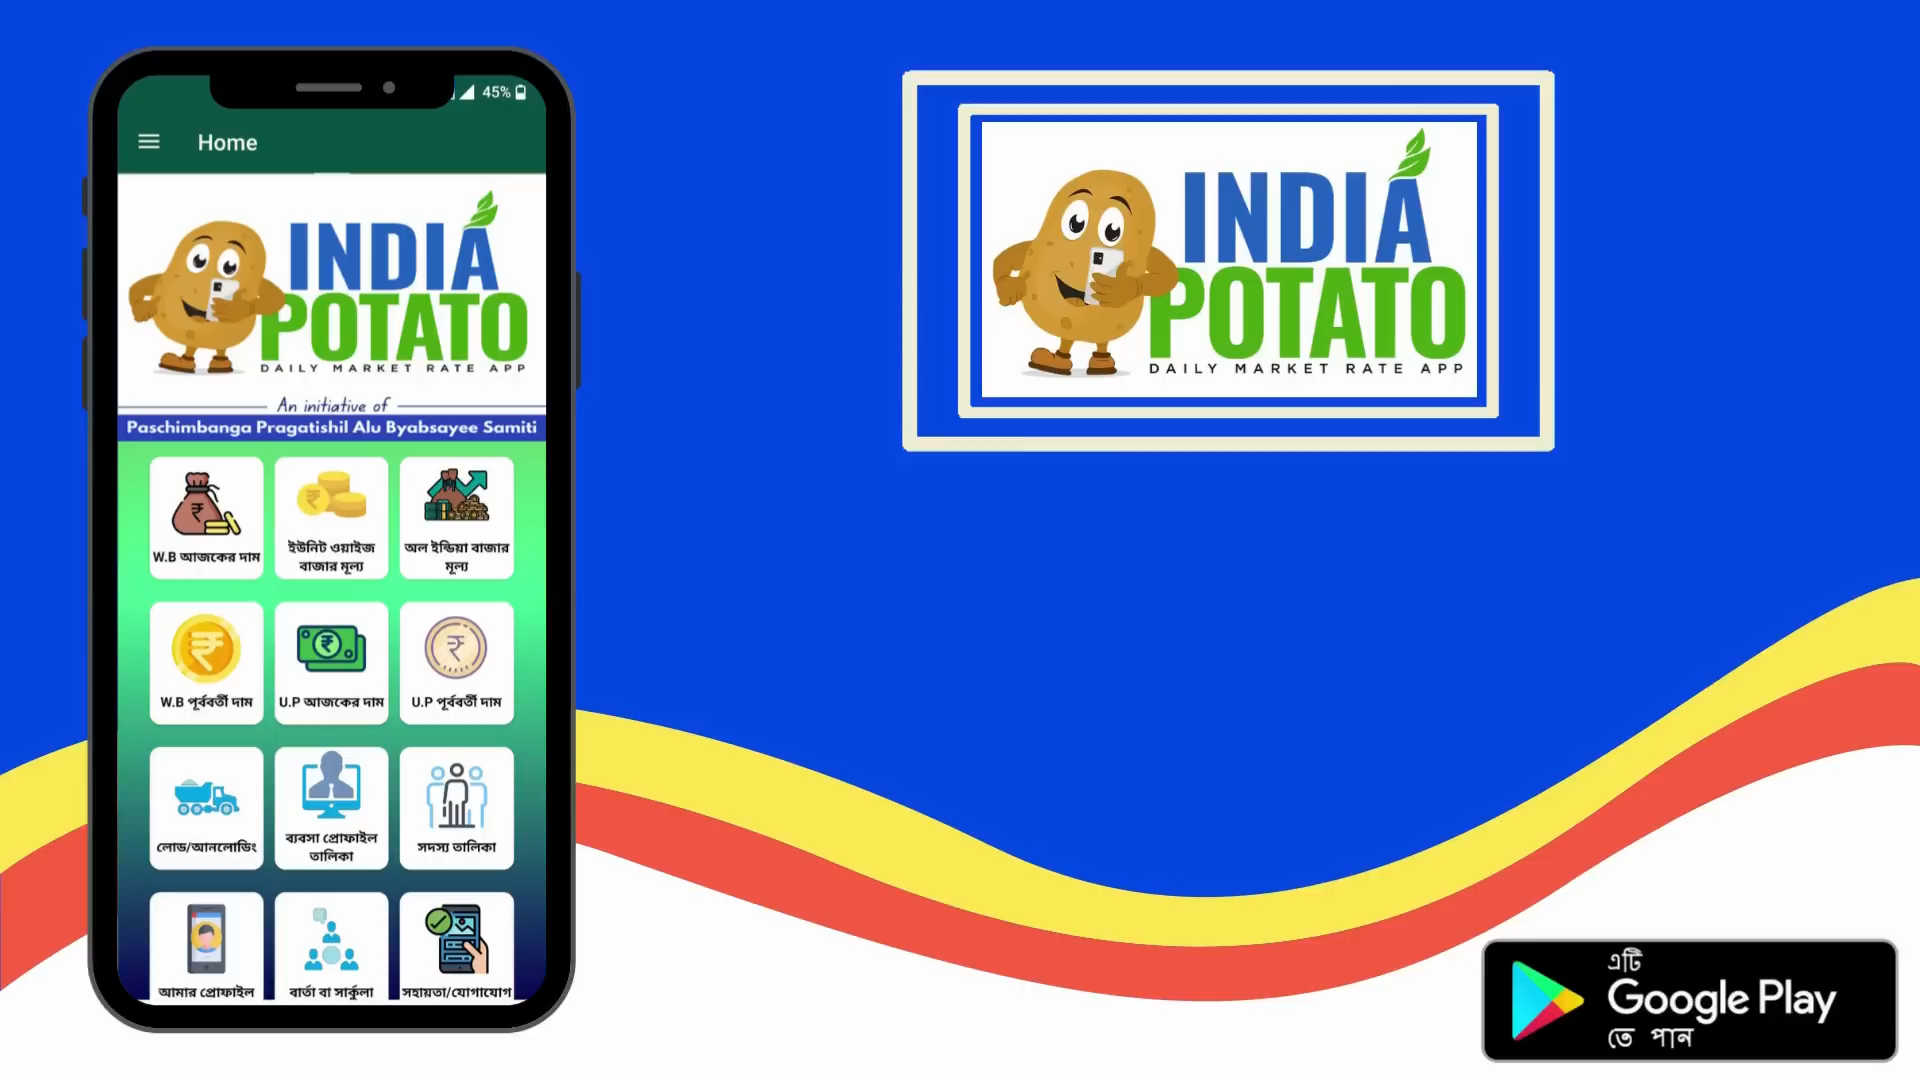 45%
Home
INDIA
POTATO
DAILY MARKET RATE APP
An initiative of
Paschimbanga Pragatishil Alu Byabsayee Samiti
W.B আজকের দাম
ইউনিট ওয়াইজ
বাজার মূল্য
অল ইন্ডিয়া বাজার
মূল্য
W.B পূর্ববর্তী দাম
U.P আজকের দাম
U.P পূর্ববর্তী দাম
লোড/আনলোডিং
ব্যবসা প্রোফাইল
তালিকা
সদস্য তালিকা
আমার প্রোফাইল
বার্তা বা সার্কুলা
সহায়তা/যোগাযোগ
INDIA
POTATO
DAILY MARKET RATE APP
এটি
Google Play
তে পান